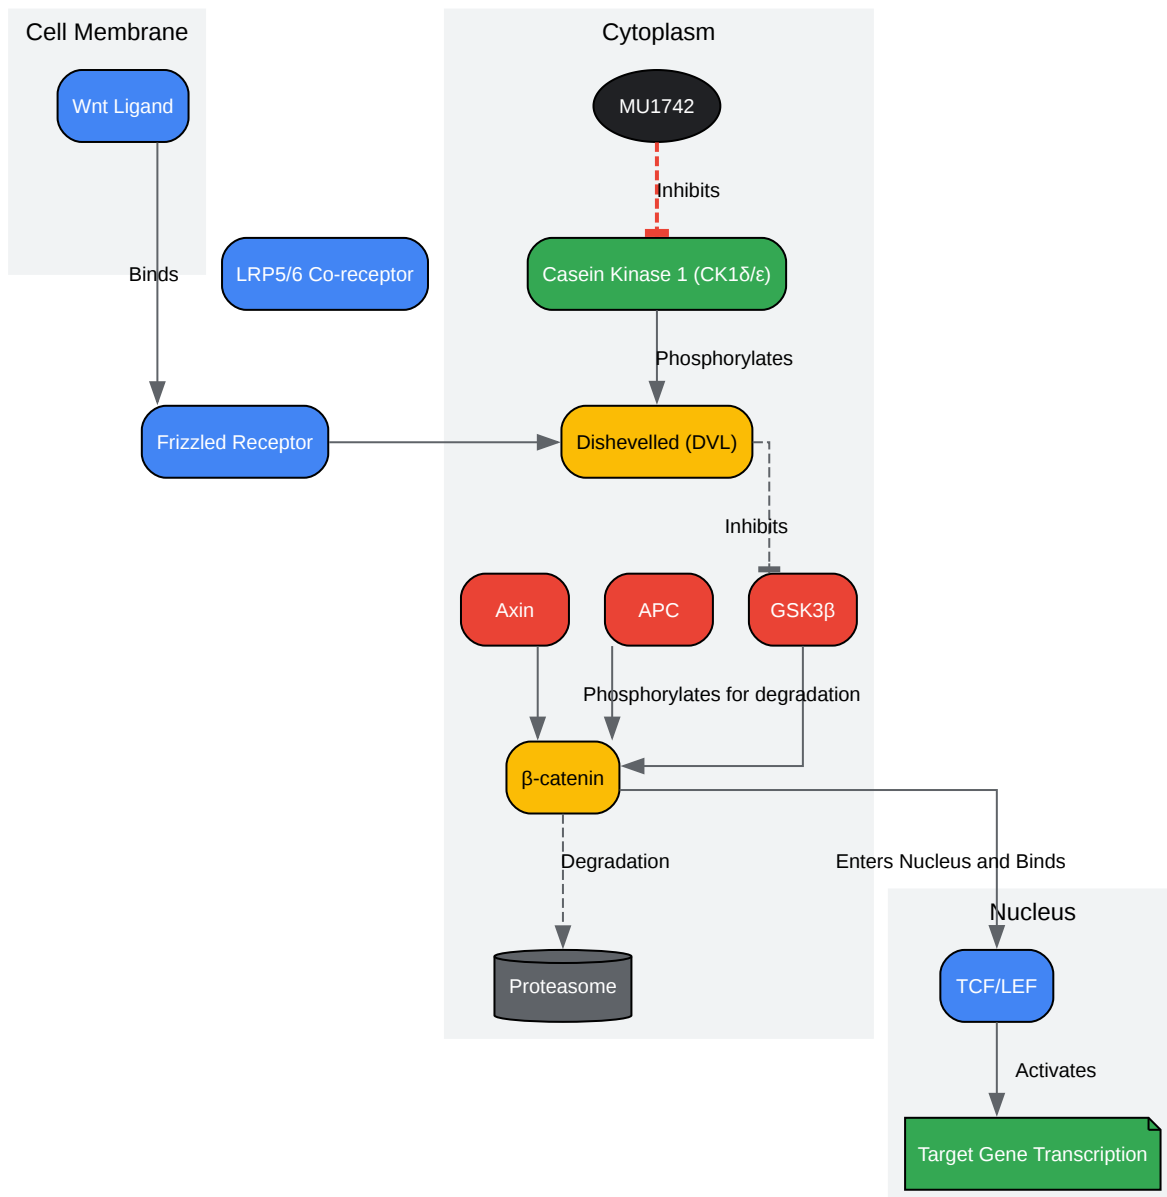 Cell Membrane
Cytoplasm
Wnt Ligand
MU1742
Inhibits
Binds
LRP5/6 Co-receptor
Casein Kinase 1 (CK1δ/ε)
Phosphorylates
Frizzled Receptor
Dishevelled (DVL)
Inhibits
Axin
APC
GSK3β
Phosphorylates for degradation
β-catenin
Degradation
Enters Nucleus and Binds
Nucleus
Proteasome
TCF/LEF
Activates
Target Gene Transcription